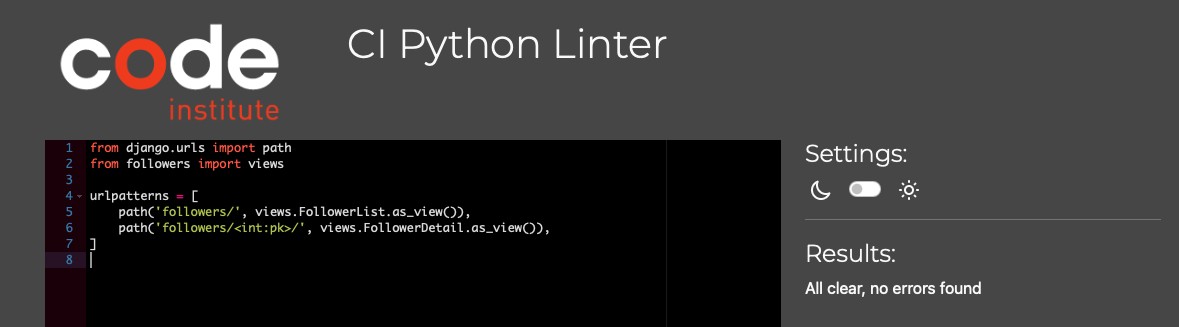 code
institute
CI Python Linter
1 from django.urls import path
2 from followers import views
3
4 urlpatterns = [
5     path('followers/', views.FollowerList.as_view()),
6     path('followers/<int:pk>/', views.FollowerDetail.as_view()),
7 ]
8
Settings:
Results:
All clear, no errors found